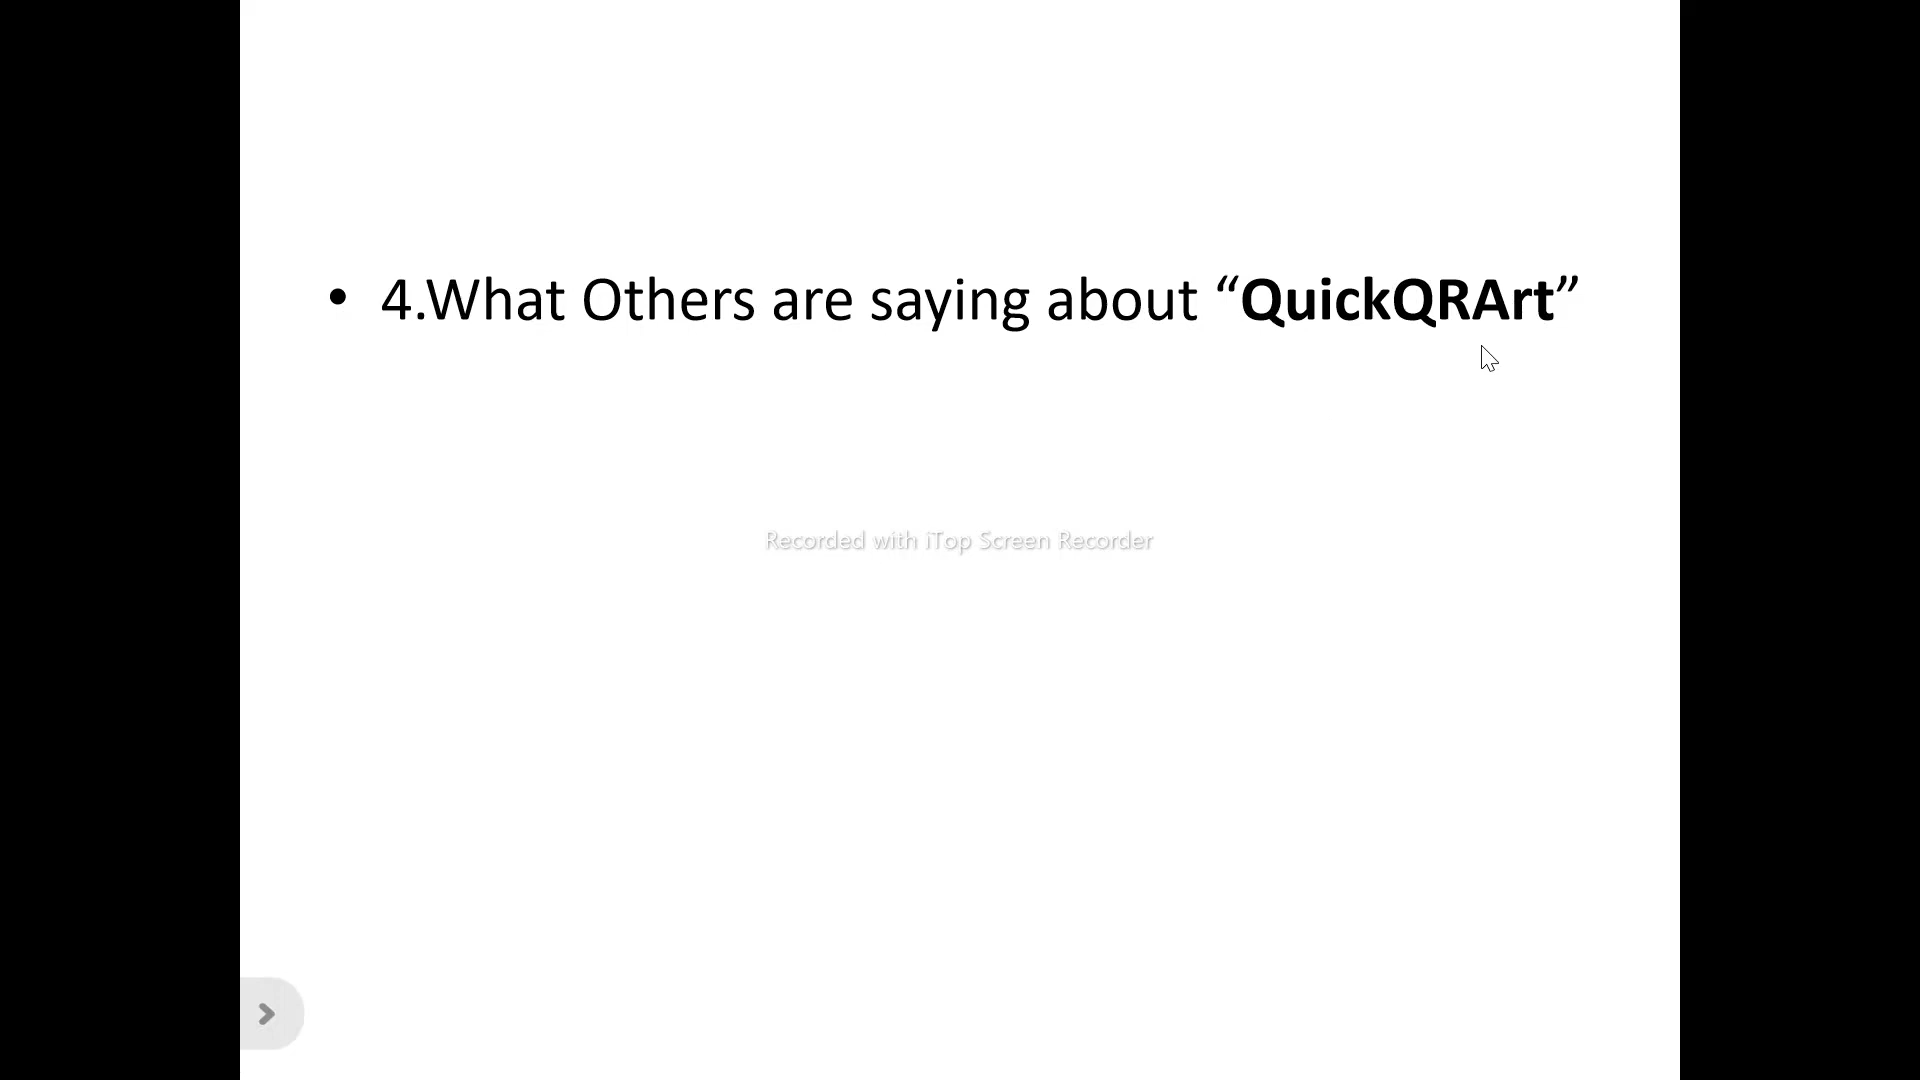 • 4.What Others are saying about “QuickQRArt”
Recorded with iTop Screen Recorder